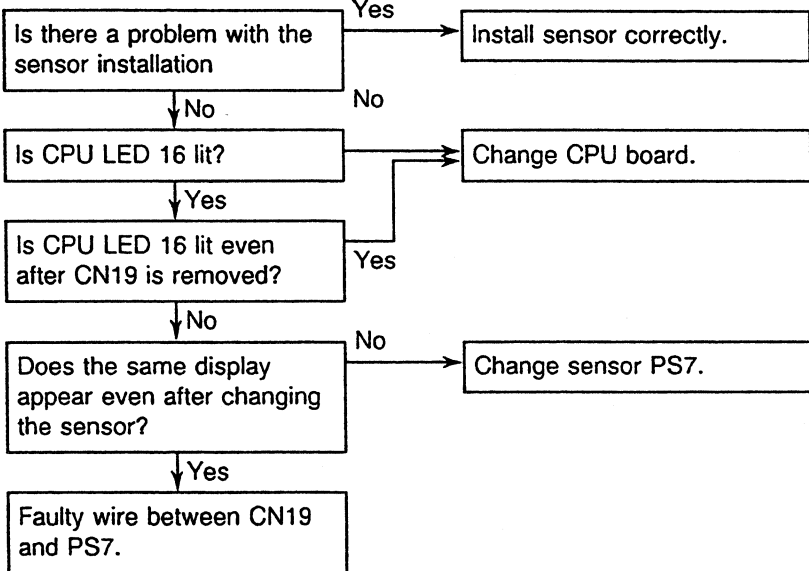 Yes
Is there a problem with the
sensor installation
Install sensor correctly.
No
No
Is CPU LED 16 lit?
Change CPU board.
Yes
Is CPU LED 16 lit even
after CN19 is removed?
Yes
No
No
Does the same display
appear even after changing
the sensor?
Change sensor PS7.
Yes
Faulty wire between CN19
and PS7.